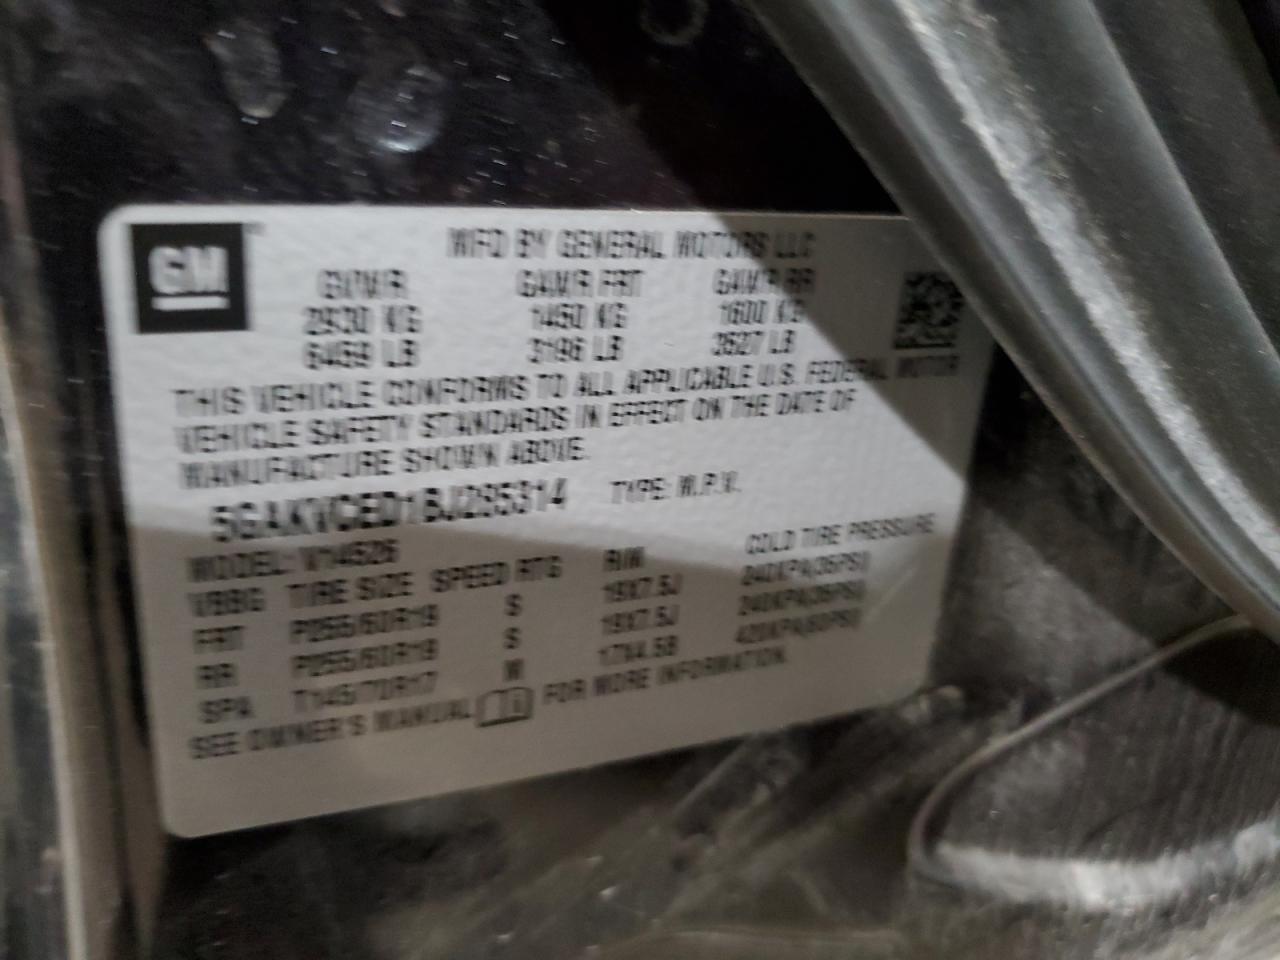 GM
MFD BY GENERAL MOTORS LLC
GVWR GAWR FRT GAWR RR
2930 KG 1450 KG 1600 KG
6459 LB 3196 LB 3527 LB
THIS VEHICLE CONFORMS TO ALL APPLICABLE U.S. FEDERAL MOTOR
VEHICLE SAFETY STANDARDS IN EFFECT ON THE DATE OF
MANUFACTURE SHOWN ABOVE.
5GAKVCED1BJ295314 TYPE: M.P.V.
MODEL: V14526
TIRE SIZE SPEED RTG RIM COLD TIRE PRESSURE
FRT P255/60R19 S 19X7.5J 240KPA(35PSI)
RR P255/60R19 S 19X7.5J 240KPA(35PSI)
SPA T145/70R17 M 17X4.5B 420KPA(60PSI)
SEE OWNER'S MANUAL FOR MORE INFORMATION.